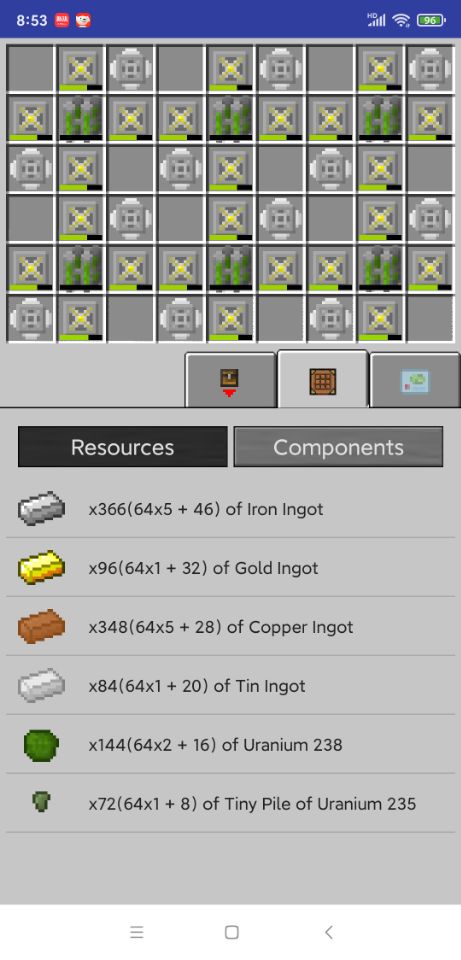 8:53
HD
96
Resources
Components
x366(64x5 + 46) of Iron Ingot
x96(64x1 + 32) of Gold Ingot
x348(64x5 + 28) of Copper Ingot
x84(64x1 + 20) of Tin Ingot
x144(64x2 + 16) of Uranium 238
x72(64x1 + 8) of Tiny Pile of Uranium 235